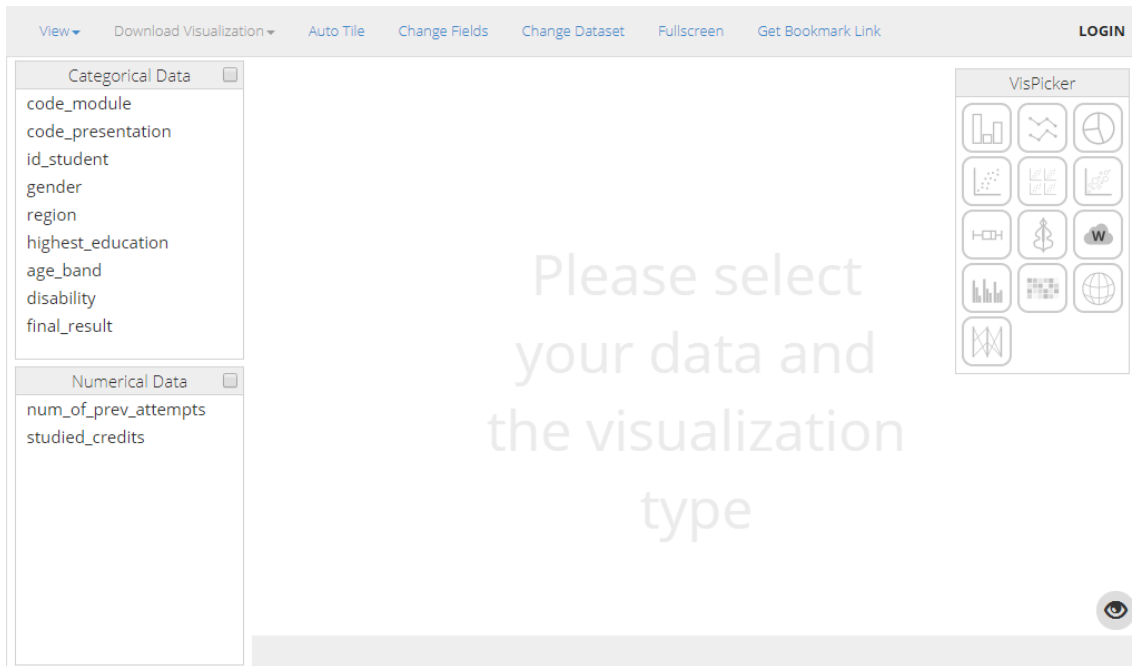 View Download Visualization Auto Tile Change Fields Change Dataset Fullscreen Get Bookmark Link LOGIN
Categorical Data
code_module
code_presentation
id_student
gender
region
highest_education
age_band
disability
final_result
Numerical Data
num_of_prev_attempts
studied_credits
Please select
your data and
the visualization
type
VisPicker
W